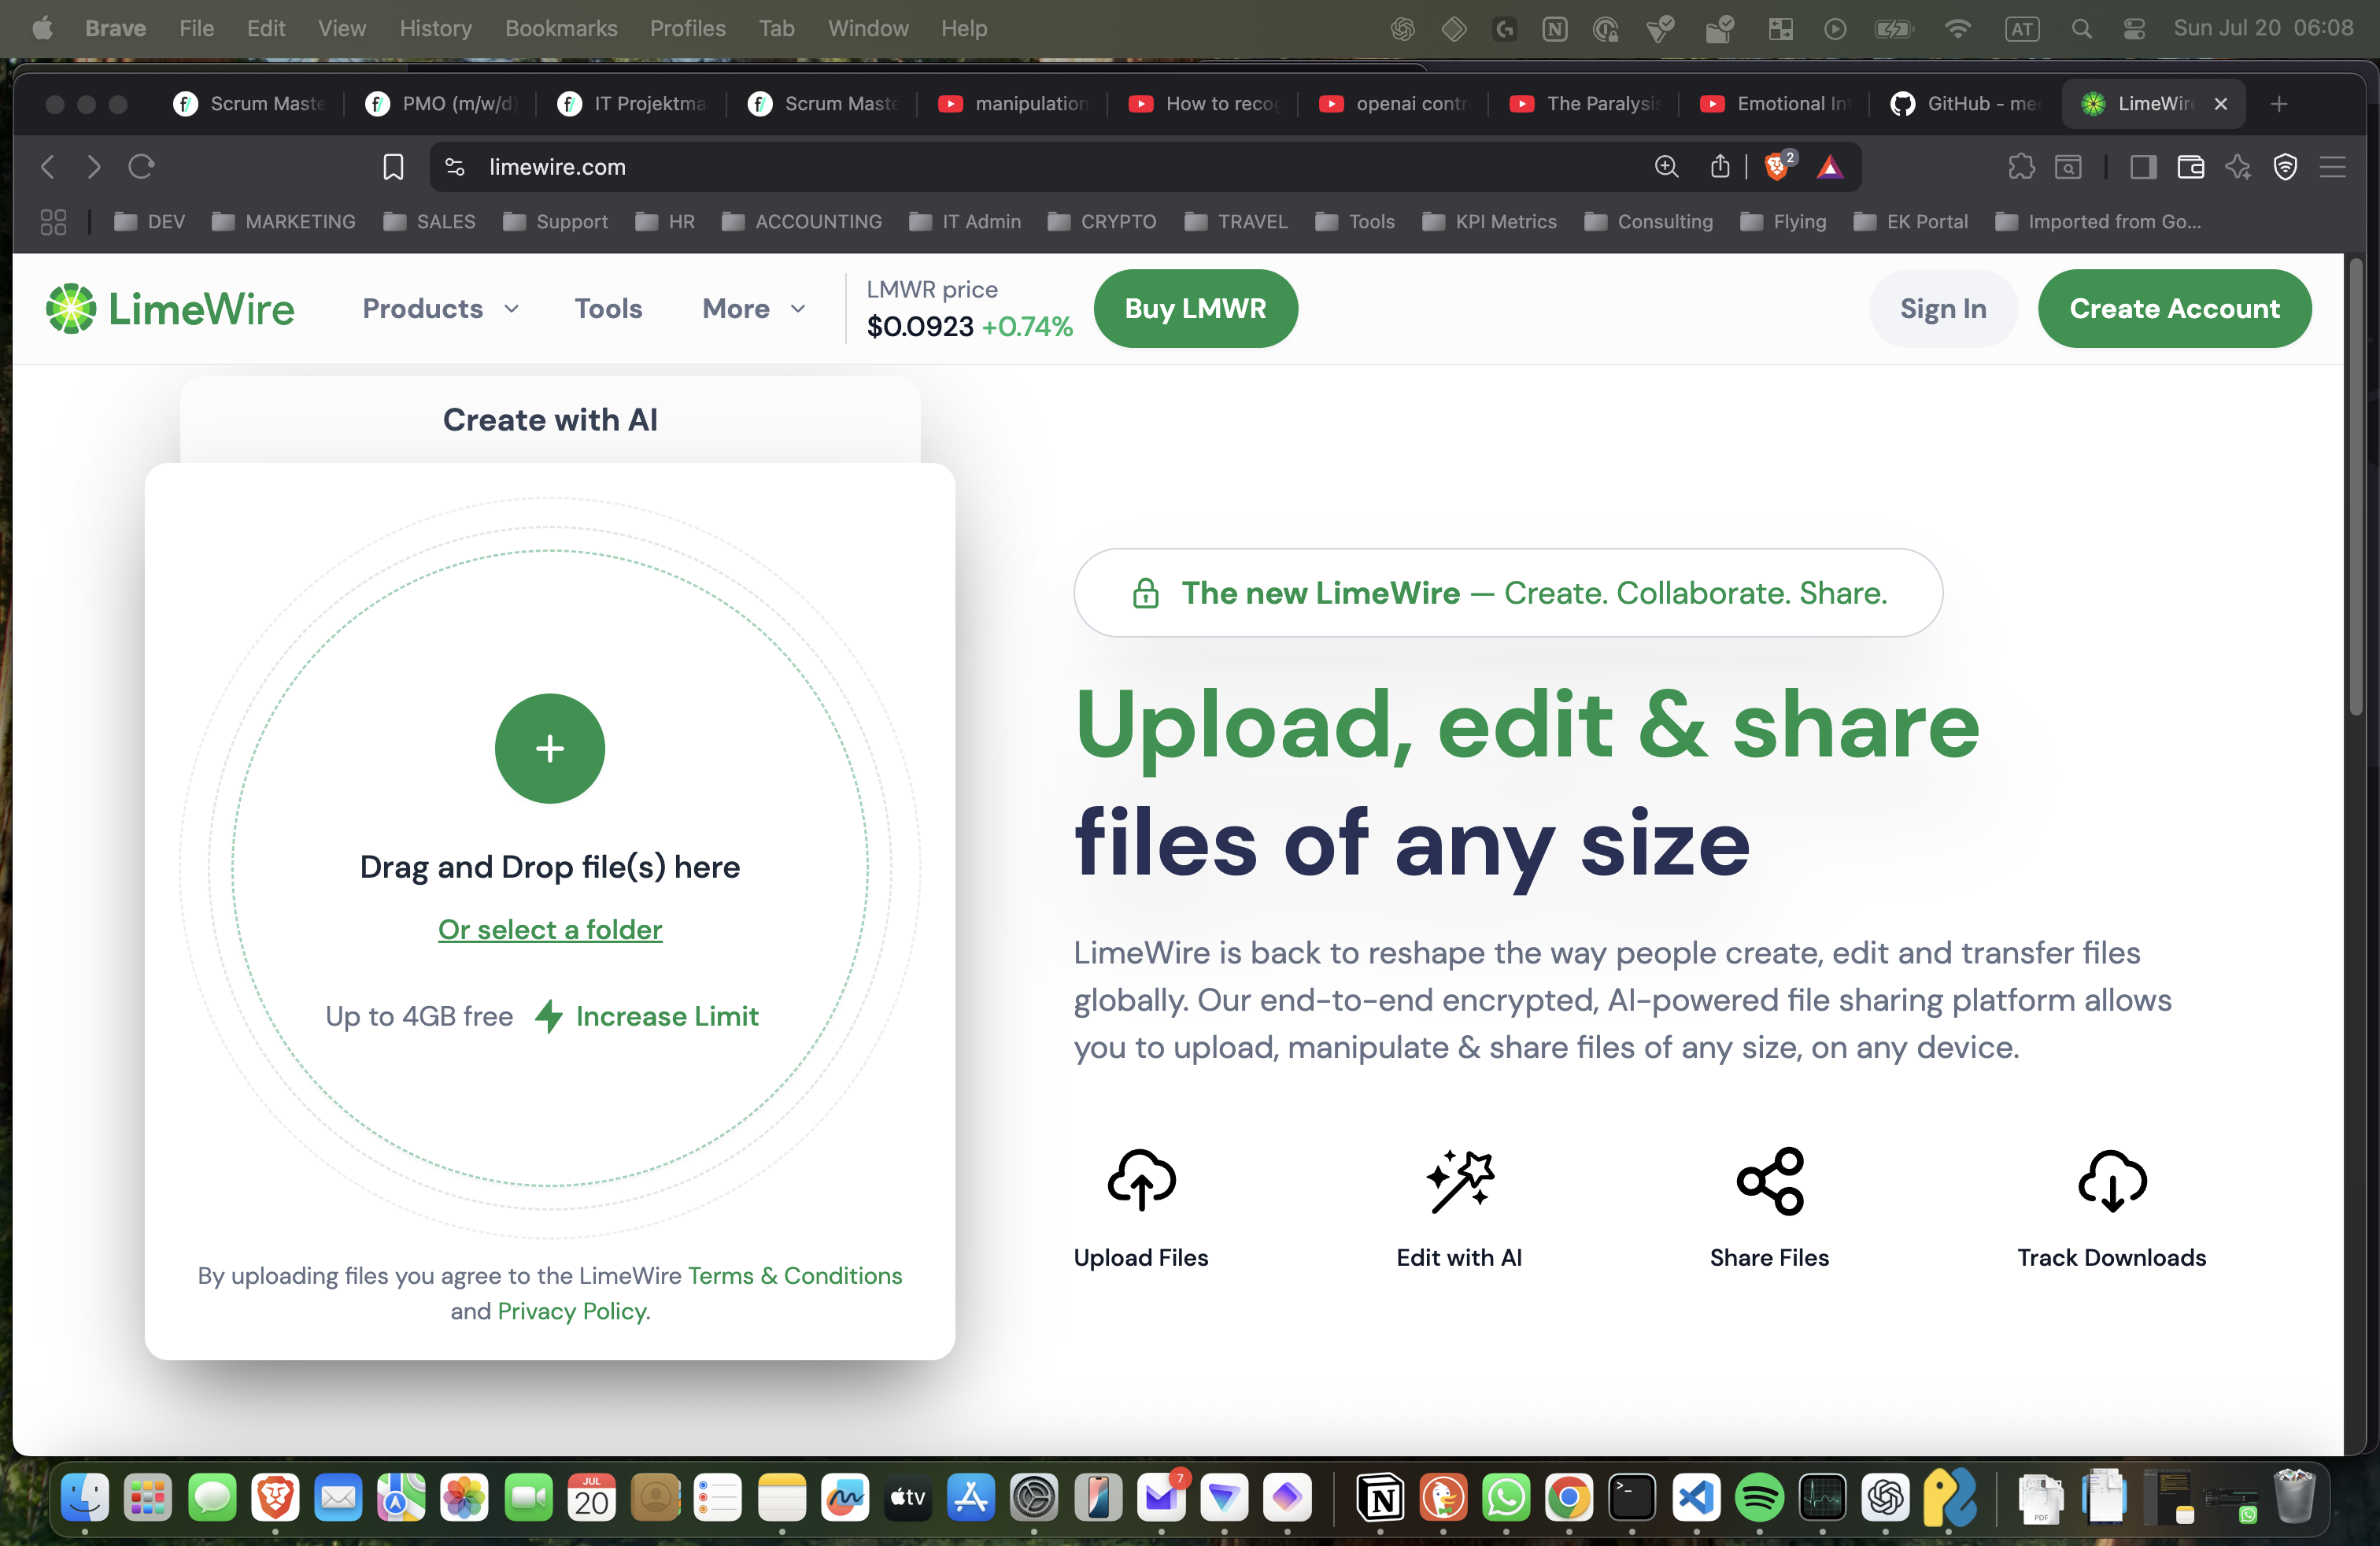 Brave File Edit View History Bookmarks Profiles Tab Window Help AT Sun Jul 20 06:08
Scrum Maste PMO (m/w/d) IT Projektma Scrum Maste manipulation How to recog openai contr The Paralysis Emotional Int GitHub - me LimeWire
limewire.com 2
DEV MARKETING SALES Support HR ACCOUNTING IT Admin CRYPTO TRAVEL Tools KPI Metrics Consulting Flying EK Portal Imported from Go...
LimeWire Products Tools More LMWR price
$0.0923 +0.74% Buy LMWR Sign In Create Account
Create with AI
Drag and Drop file(s) here
Or select a folder
Up to 4GB free Increase Limit
By uploading files you agree to the LimeWire Terms & Conditions
and Privacy Policy.
The new LimeWire — Create. Collaborate. Share.
Upload, edit & share
files of any size
LimeWire is back to reshape the way people create, edit and transfer files
globally. Our end-to-end encrypted, AI-powered file sharing platform allows
you to upload, manipulate & share files of any size, on any device.
Upload Files Edit with AI Share Files Track Downloads
JUL
20
tv
7
PDF